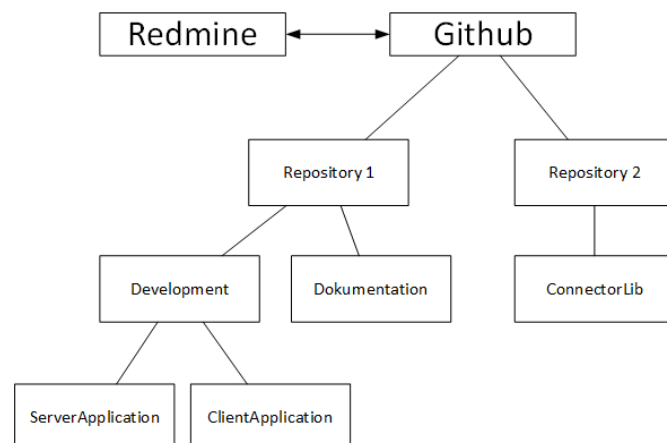 Redmine
Github
Repository 1
Repository 2
Development
Dokumentation
ConnectorLib
ServerApplication
ClientApplication